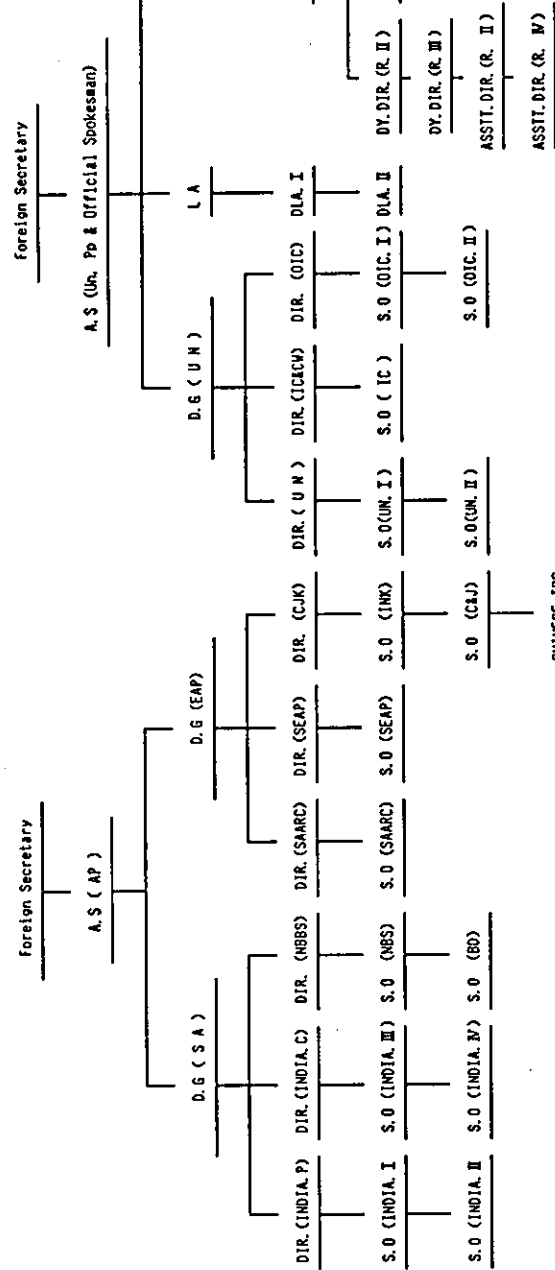 Foreign Secretary
A.S ( AP )
D.G ( S A )
D.G (EAP)
DIR. (INDIA. P)
DIR. (INDIA. C)
DIR. (NBBS)
DIR. (SAARC)
DIR. (SEAP)
DIR. (CJK)
S.O (INDIA. I
S.O (INDIA. III)
S.O (NBS)
S.O (SAARC)
S.O (SEAP)
S.O (INK)
S.O (INDIA. II
S.O (INDIA. IV)
S.O (BD)
S.O (C&J)
Foreign Secretary
A.S (Un. Pp & Official Spokesman)
D.G ( U N )
L A
DIR. ( U N )
DIR. (IC&CW)
DIR. (OIC)
DLA. I
S.O(UN. I)
S.O ( IC )
S.O (OIC. I)
DLA. II
S.O(UN. II)
S.O (OIC. II)
DY. DIR. (R. II)
DY. DIR. (R. III)
ASSTT. DIR. (R. II)
ASSTT. DIR. (R. IV)